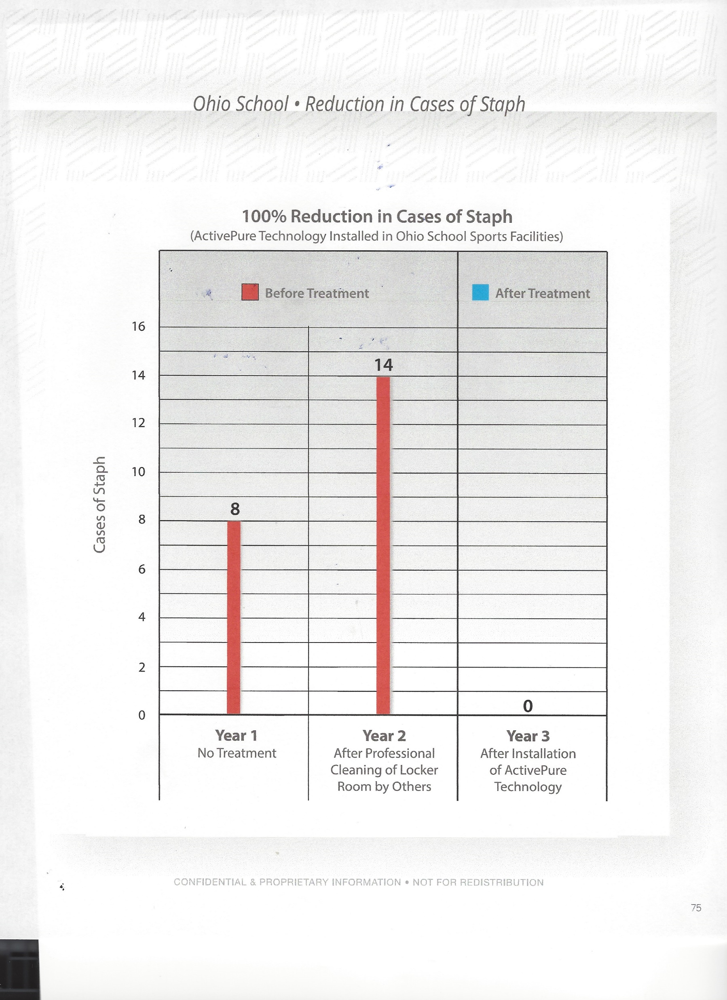 Ohio School • Reduction in Cases of Staph
100% Reduction in Cases of Staph
(ActivePure Technology Installed in Ohio School Sports Facilities)
Before Treatment
After Treatment
Cases of Staph
16
14
12
10
8
6
4
2
0
8
14
0
Year 1
No Treatment
Year 2
After Professional
Cleaning of Locker
Room by Others
Year 3
After Installation
of ActivePure
Technology
CONFIDENTIAL & PROPRIETARY INFORMATION • NOT FOR REDISTRIBUTION
75